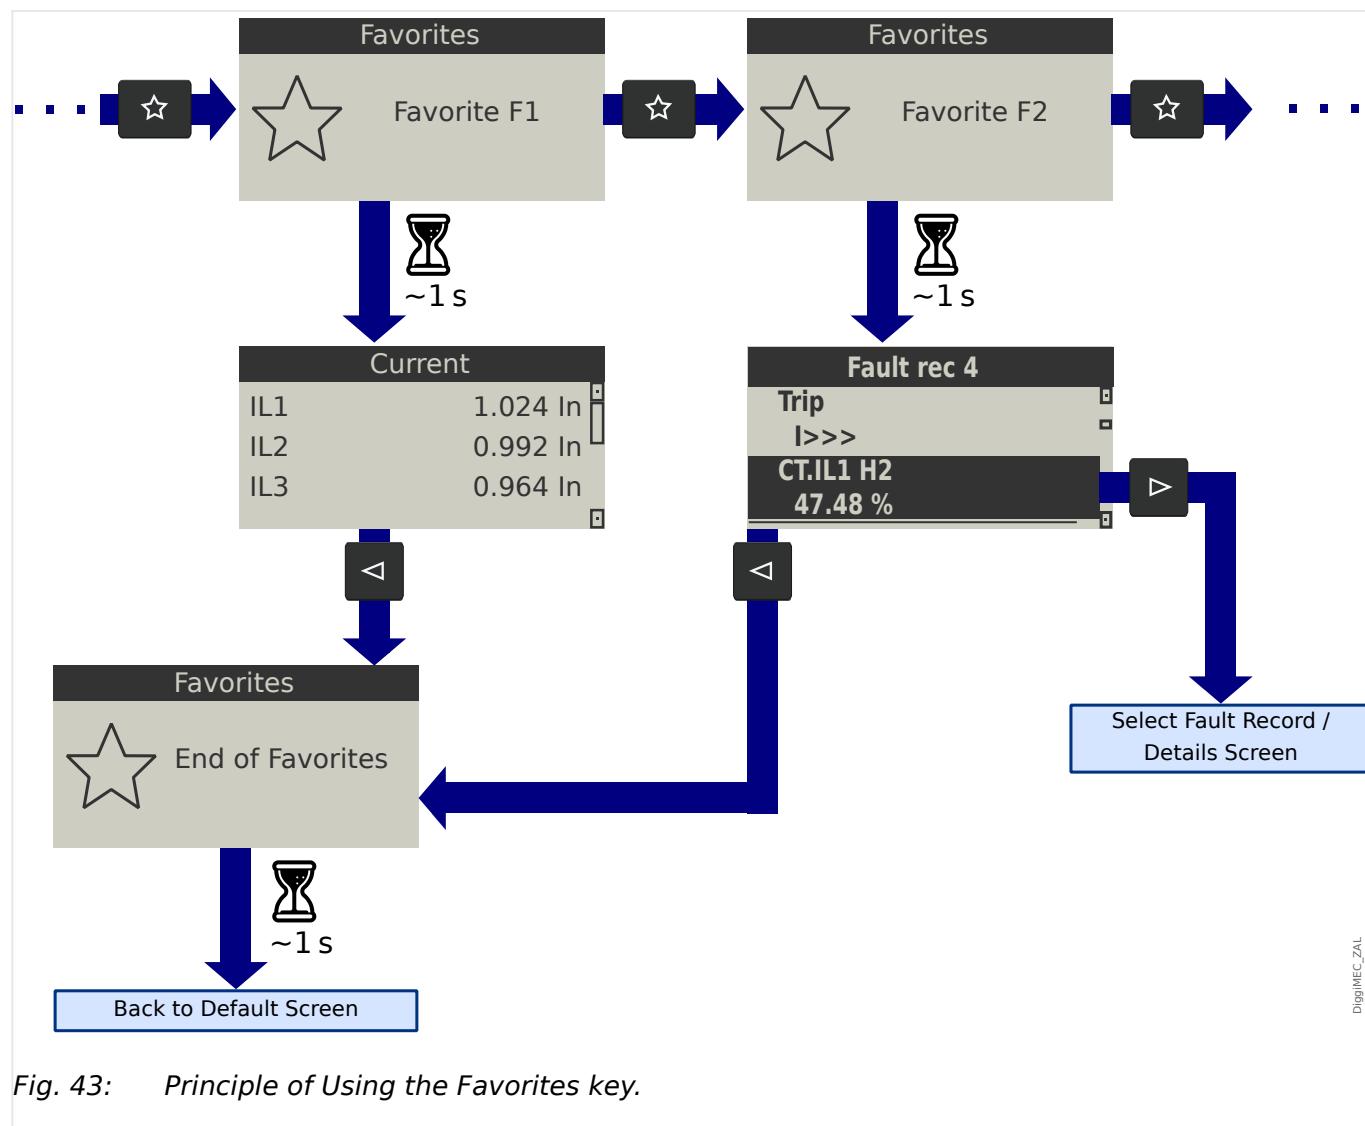 Favorites
Favorite F1
Favorites
Favorite F2
~1 s
~1 s
Current
IL1 1.024 In
IL2 0.992 In
IL3 0.964 In
Fault rec 4
Trip
I>>>
CT.IL1 H2
47.48 %
Favorites
End of Favorites
Select Fault Record /
Details Screen
~1 s
Back to Default Screen
DiggiMEC_ZAL
Fig. 43: Principle of Using the Favorites key.